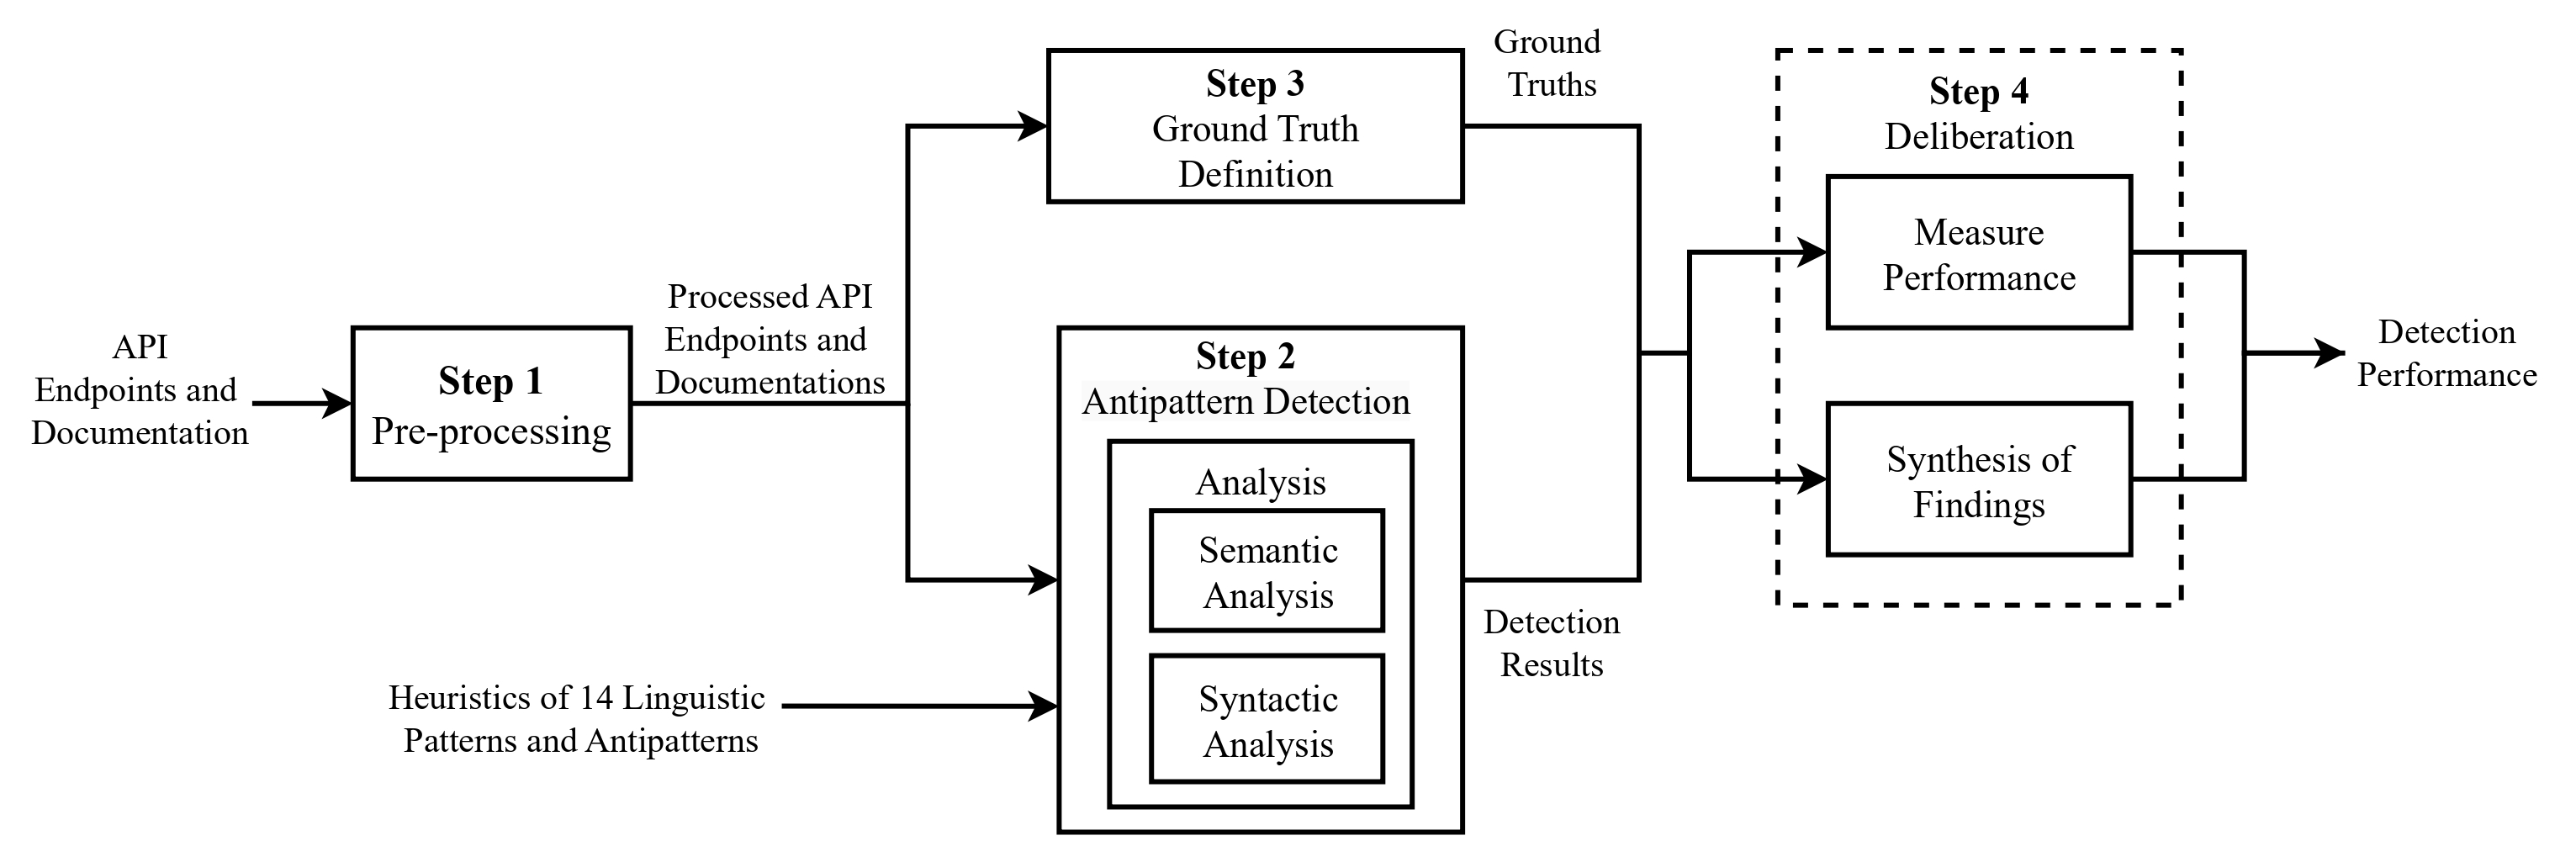 API
Endpoints and
Documentation
Step 1
Pre-processing
Processed API
Endpoints and
Documentations
Heuristics of 14 Linguistic
Patterns and Antipatterns
Step 3
Ground Truth
Definition
Step 2
Antipattern Detection
Analysis
Semantic
Analysis
Syntactic
Analysis
Ground
Truths
Detection
Results
Step 4
Deliberation
Measure
Performance
Synthesis of
Findings
Detection
Performance